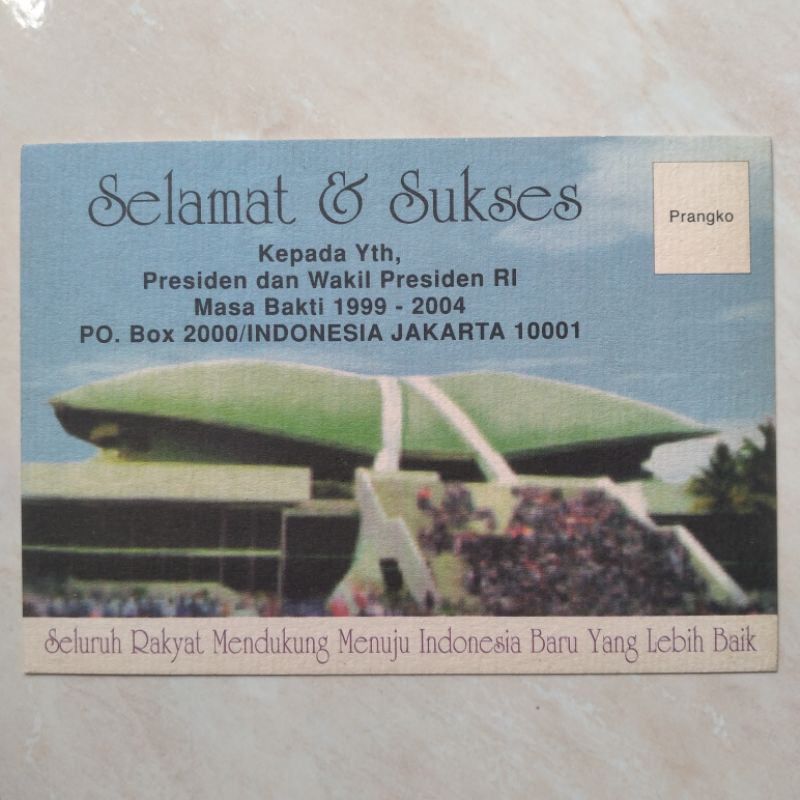 Selamat & Sukses
Prangko
Kepada Yth,
Presiden dan Wakil Presiden RI
Masa Bakti 1999 - 2004
PO. Box 2000/INDONESIA JAKARTA 10001
Seluruh Rakyat Mendukung Menuju Indonesia Baru Yang Lebih Baik